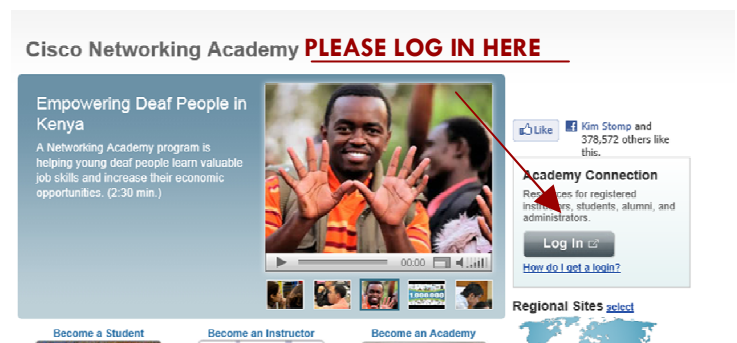 Cisco Networking Academy PLEASE LOG IN HERE
Empowering Deaf People in
Kenya
A Networking Academy program is
helping young deaf people learn valuable
job skills and increase their economic
opportunities. (2:30 min.)
00:00
1,000,000
Like
Kim Stomp and
378,572 others like
this.
Academy Connection
Resources for registered
instructors, students, alumni, and
administrators.
Log In
How do I get a login?
Regional Sites select
Become a Student
Become an Instructor
Become an Academy